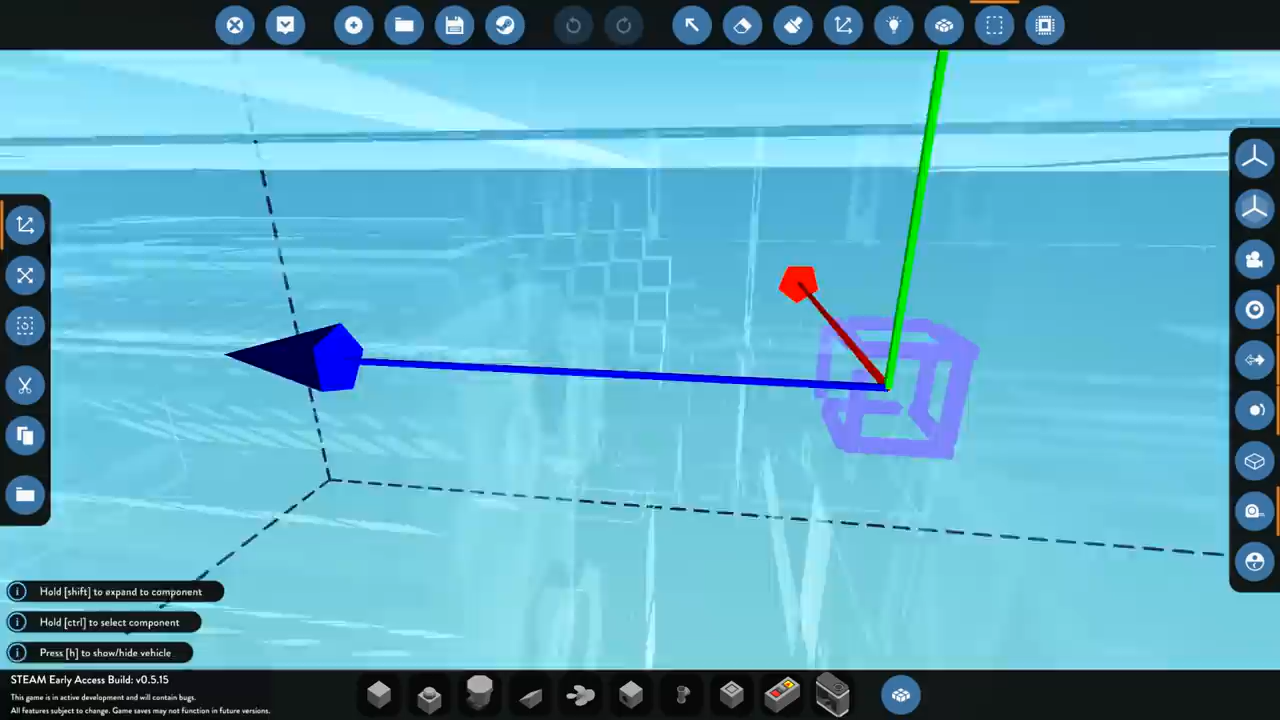 Hold [shift] to expand to component
Hold [ctrl] to select component
Press [h] to show/hide vehicle
STEAM Early Access Build: v0.5.15
This game is in active development and will contain bugs.
All features subject to change. Game saves may not function in future versions.